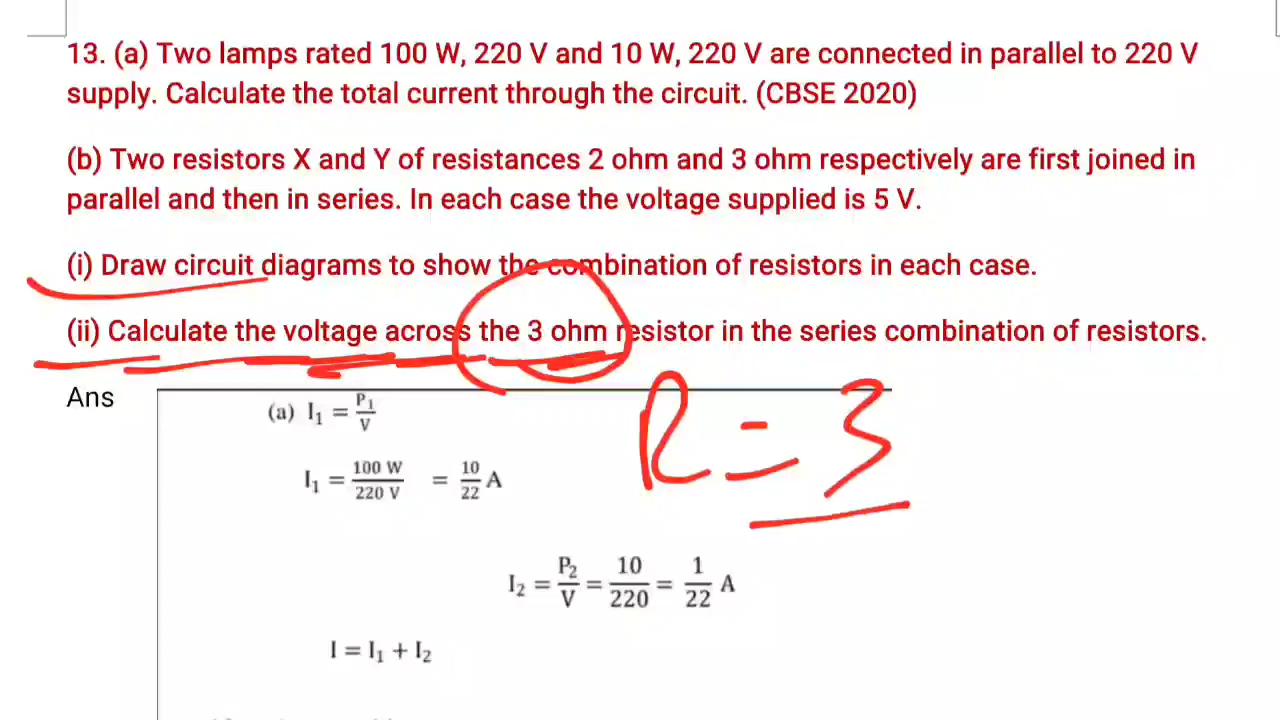 13. (a) Two lamps rated 100 W, 220 V and 10 W, 220 V are connected in parallel to 220 V
supply. Calculate the total current through the circuit. (CBSE 2020)
(b) Two resistors X and Y of resistances 2 ohm and 3 ohm respectively are first joined in
parallel and then in series. In each case the voltage supplied is 5 V.
(i) Draw circuit diagrams to show the combination of resistors in each case.
(ii) Calculate the voltage across the 3 ohm resistor in the series combination of resistors.
Ans
(a) I₁ = P₁/V
R = 3
I₁ = 100 W/220 V = 10/22 A
I₂ = P₂/V = 10/220 = 1/22 A
I = I₁ + I₂